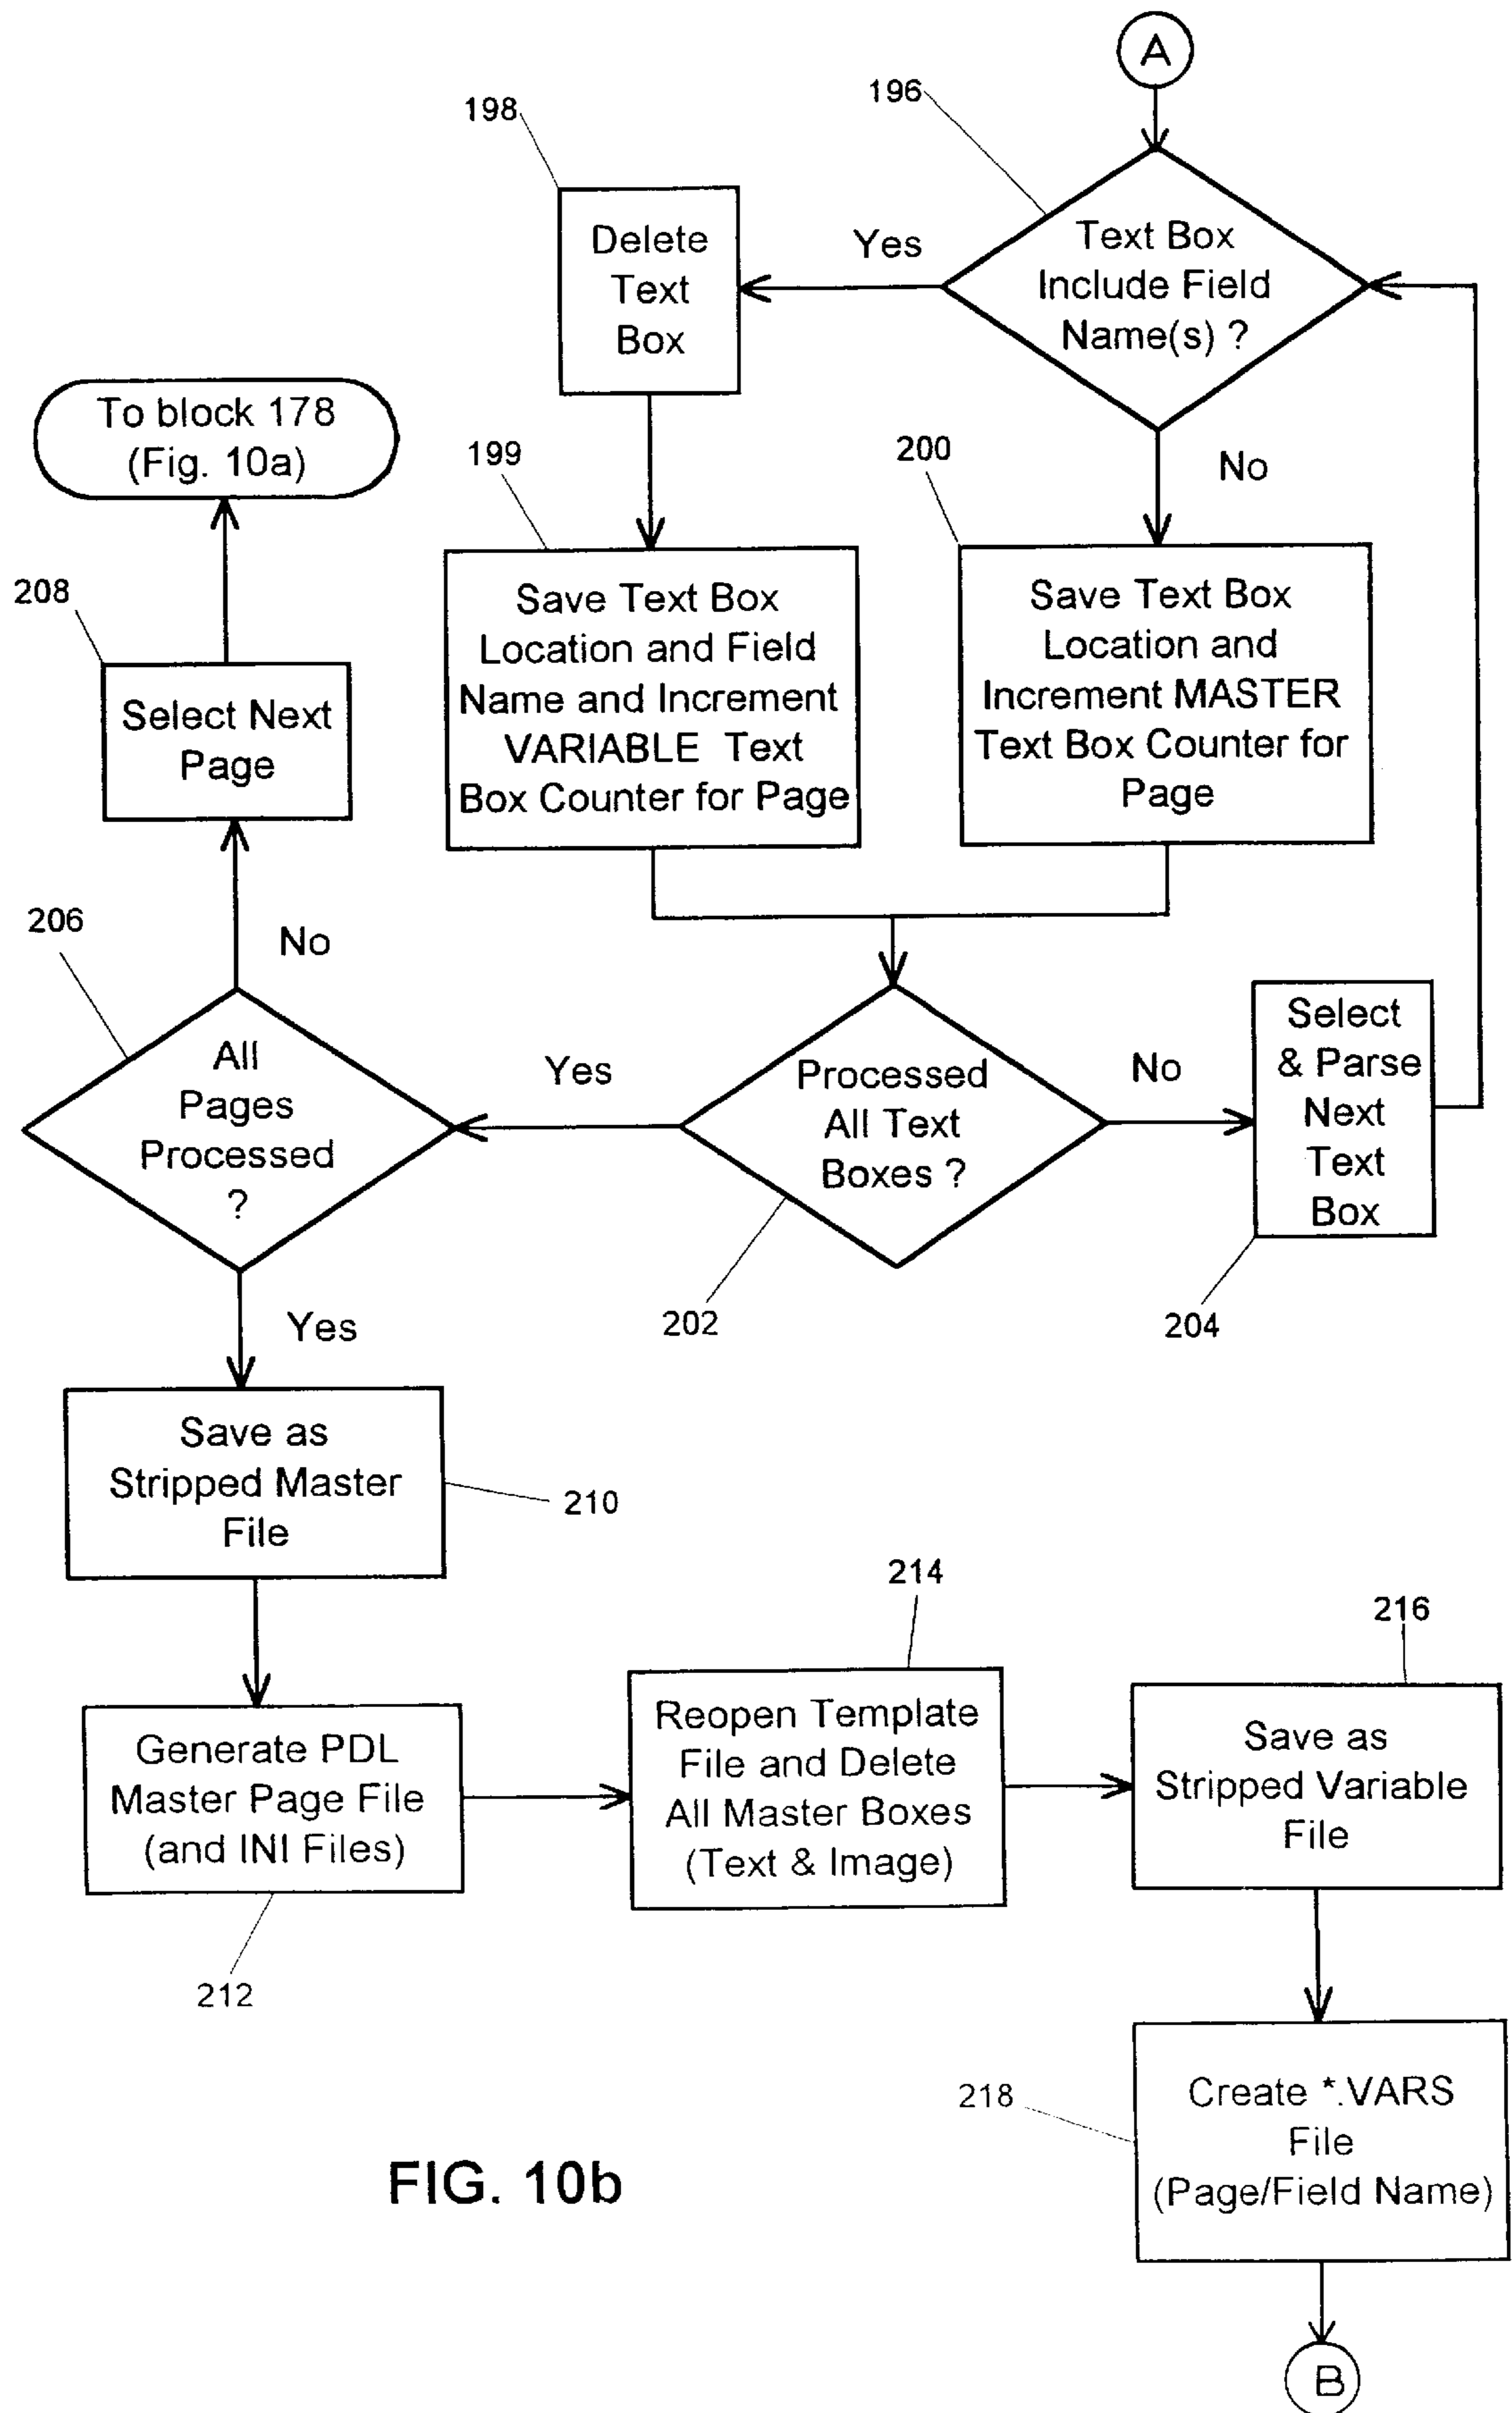 A
196
198
Text Box
Include Field
Name(s) ?
Yes
Delete
Text
Box
To block 178
(Fig. 10a)
199
200
No
208
Save Text Box
Location and Field
Name and Increment
VARIABLE Text
Box Counter for Page
Save Text Box
Location and
Increment MASTER
Text Box Counter for
Page
Select Next
Page
206
No
All
Pages
Processed
?
Yes
Processed
All Text
Boxes ?
No
Select
& Parse
Next
Text
Box
202
204
Yes
Save as
Stripped Master
File
210
214
216
Generate PDL
Master Page File
(and INI Files)
Reopen Template
File and Delete
All Master Boxes
(Text & Image)
Save as
Stripped Variable
File
212
218
Create *.VARS
File
(Page/Field Name)
FIG. 10b
B